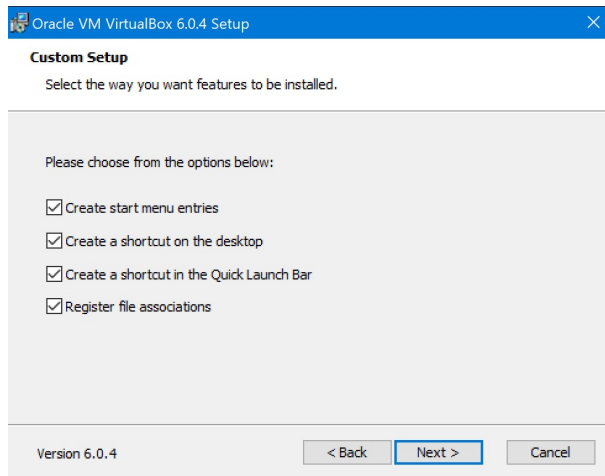 Oracle VM VirtualBox 6.0.4 Setup
Custom Setup
Select the way you want features to be installed.
Please choose from the options below:
Create start menu entries
Create a shortcut on the desktop
Create a shortcut in the Quick Launch Bar
Register file associations
Version 6.0.4
< Back
Next >
Cancel